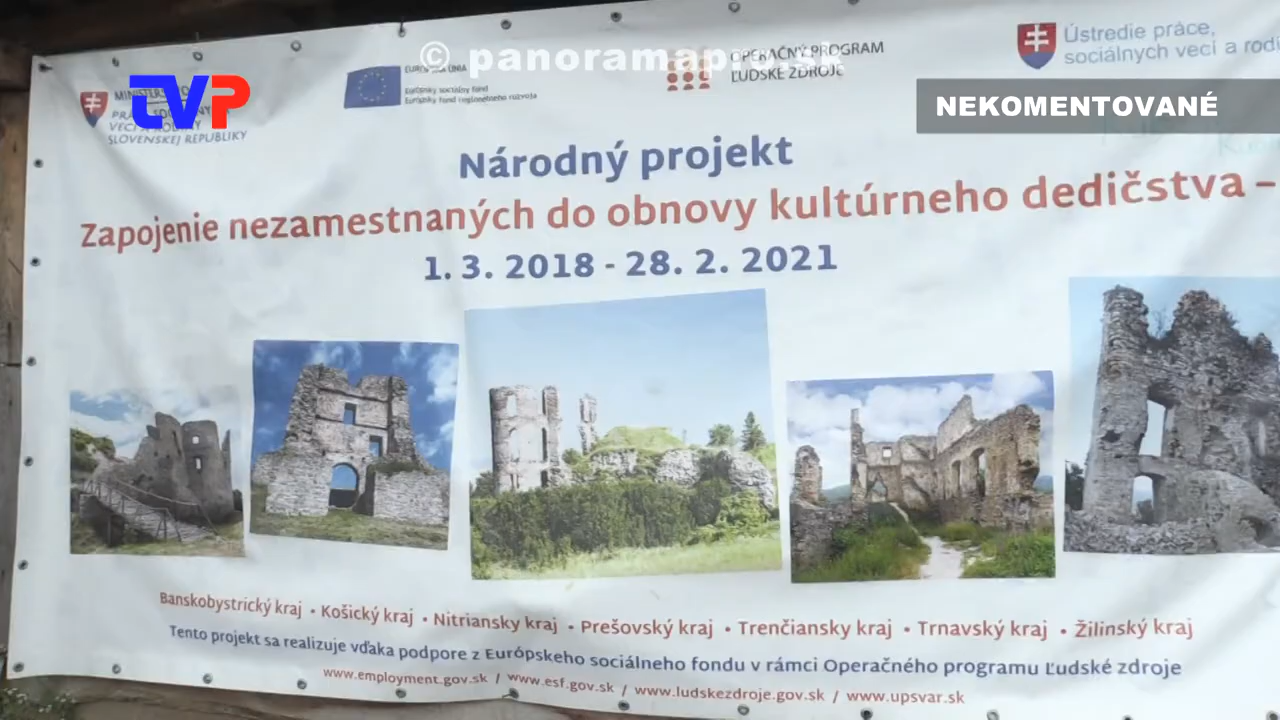 © panoramapre.sk
OPERAČNÝ PROGRAM
ĽUDSKÉ ZDROJE
Ústredie práce,
sociálnych vecí a rodi
TVP
SLOVENSKEJ REPUBLIKY
EURÓPSKA ÚNIA
Európsky sociálny fond
Európsky fond regionálneho rozvoja
NEKOMENTOVANÉ
Národný projekt
Zapojenie nezamestnaných do obnovy kultúrneho dedičstva –
1. 3. 2018 - 28. 2. 2021
Banskobystrický kraj • Košický kraj • Nitriansky kraj • Prešovský kraj • Trenčiansky kraj • Trnavský kraj • Žilinský kraj
Tento projekt sa realizuje vďaka podpore z Európskeho sociálneho fondu v rámci Operačného programu Ľudské zdroje
www.employment.gov.sk / www.esf.gov.sk / www.ludskezdroje.gov.sk / www.upsvar.sk